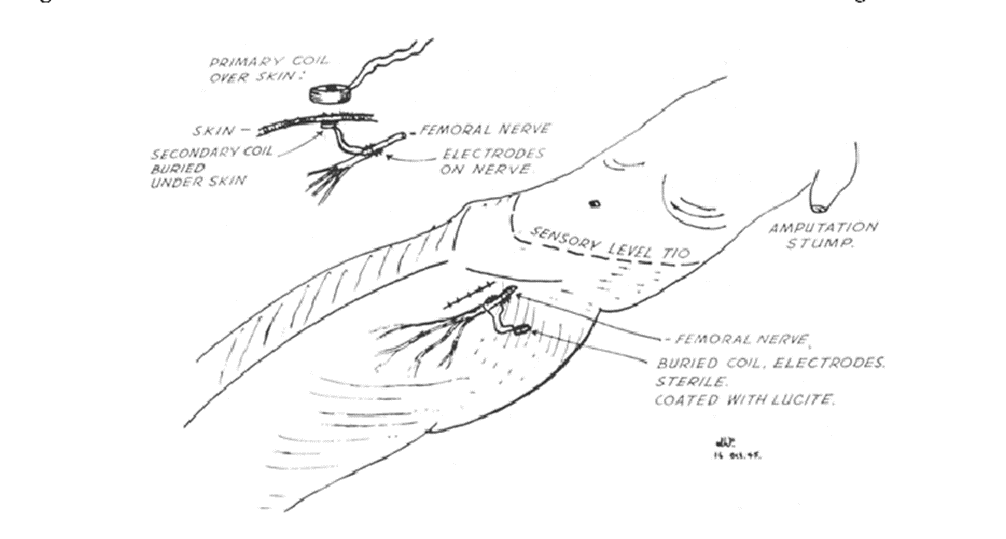 PRIMARY COIL
OVER SKIN:
SKIN
SECONDARY COIL
BURIED
UNDER SKIN
FEMORAL NERVE
ELECTRODES
ON NERVE.
AMPUTATION
STUMP.
SENSORY LEVEL T10
- FEMORAL NERVE,
BURIED COIL, ELECTRODES.
STERILE.
COATED WITH LUCITE.